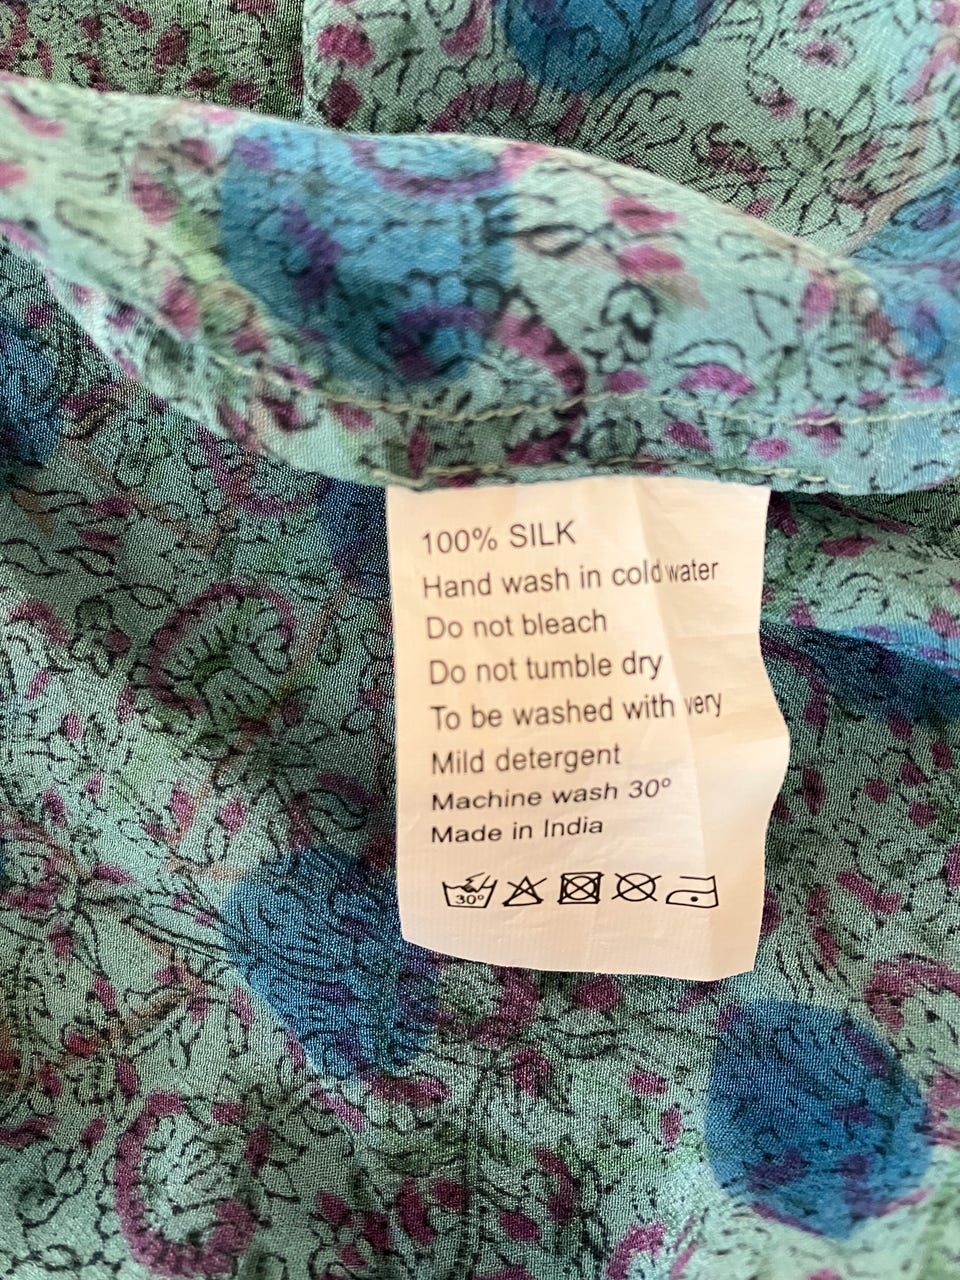 100% SILK
Hand wash in cold water
Do not bleach
Do not tumble dry
To be washed with very
Mild detergent
Machine wash 30°
Made in India
30°